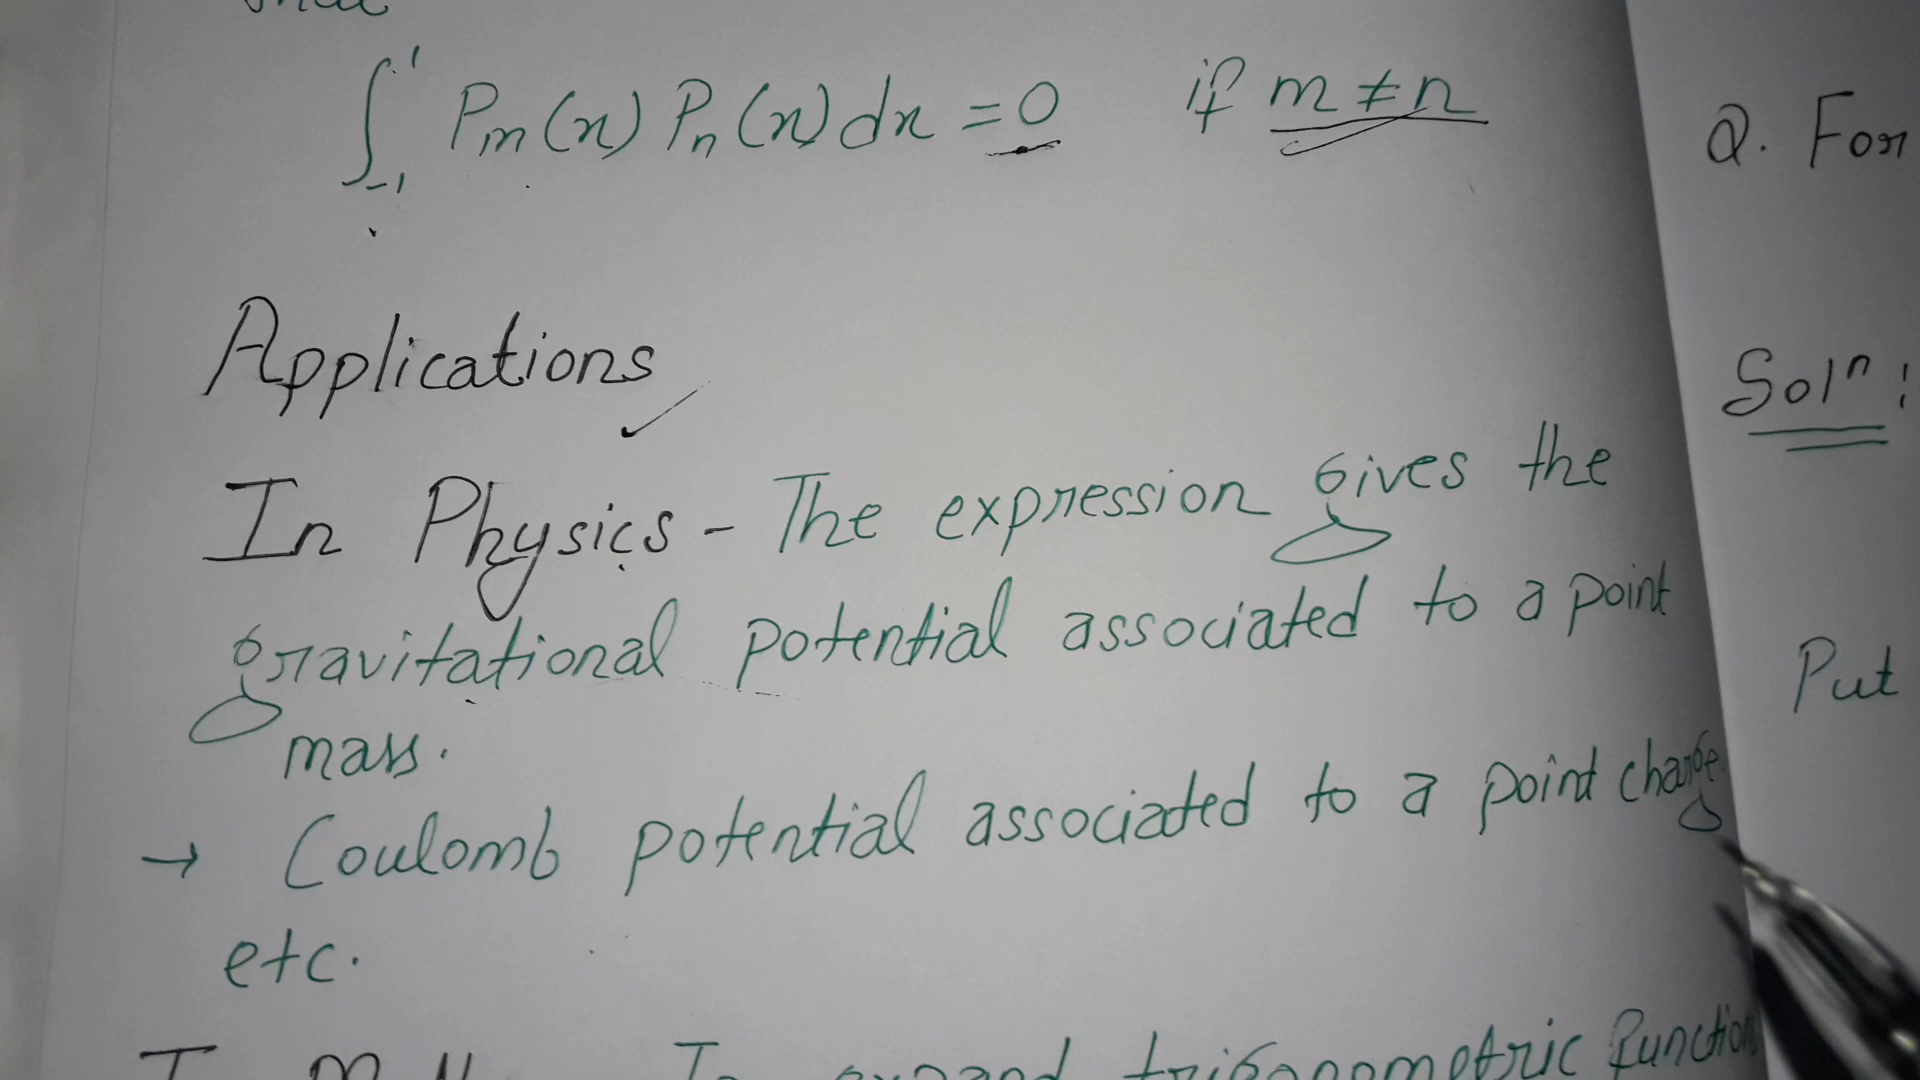 ∫₋₁¹ Pm(x) Pn(x) dx = 0 if m ≠ n
Applications
In Physics - The expression gives the
gravitational potential associated to a point
mass.
→ Coulomb potential associated to a point charge
etc.
expand trigonometric function
Q. For
Solⁿ:
Put